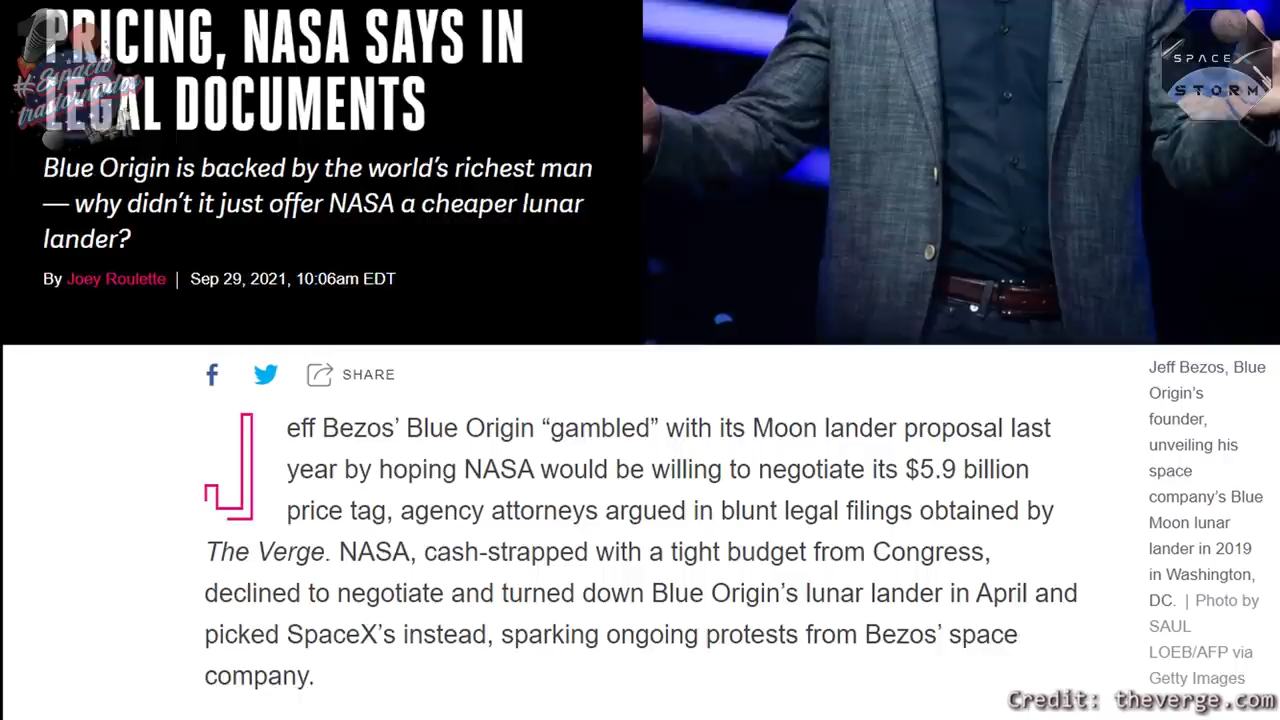 PRICING, NASA SAYS IN
LEGAL DOCUMENTS
#Espacio
trastornados
SPACE X
STORM
Blue Origin is backed by the world's richest man
— why didn't it just offer NASA a cheaper lunar
lander?
By Joey Roulette | Sep 29, 2021, 10:06am EDT
SHARE
Jeff Bezos' Blue Origin “gambled” with its Moon lander proposal last
year by hoping NASA would be willing to negotiate its $5.9 billion
price tag, agency attorneys argued in blunt legal filings obtained by
The Verge. NASA, cash-strapped with a tight budget from Congress,
declined to negotiate and turned down Blue Origin's lunar lander in April and
picked SpaceX's instead, sparking ongoing protests from Bezos' space
company.
Jeff Bezos, Blue
Origin's
founder,
unveiling his
space
company's Blue
Moon lunar
lander in 2019
in Washington,
DC. | Photo by
SAUL
LOEB/AFP via
Getty Images
Credit: theverge.com